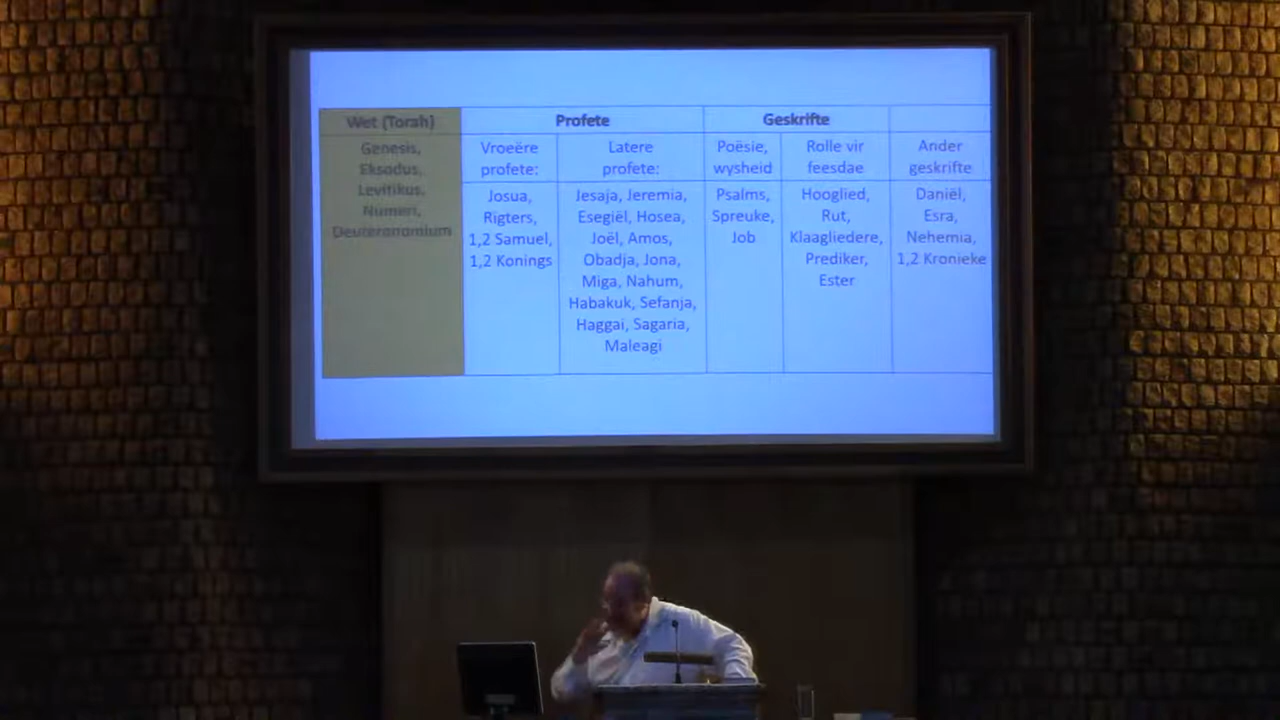 Wet (Torah)
Genesis,
Eksodus,
Levitikus,
Numeri,
Deuteronomium
Profete
Vroeëre
profete:
Josua,
Rigters,
1,2 Samuel,
1,2 Konings
Latere
profete:
Jesaja, Jeremia,
Esegiël, Hosea,
Joël, Amos,
Obadja, Jona,
Miga, Nahum,
Habakuk, Sefanja,
Haggai, Sagaria,
Maleagi
Geskrifte
Poësie,
wysheid
Psalms,
Spreuke,
Job
Rolle vir
feesdae
Hooglied,
Rut,
Klaagliedere,
Prediker,
Ester
Ander
geskrifte
Daniël,
Esra,
Nehemia,
1,2 Kronieke